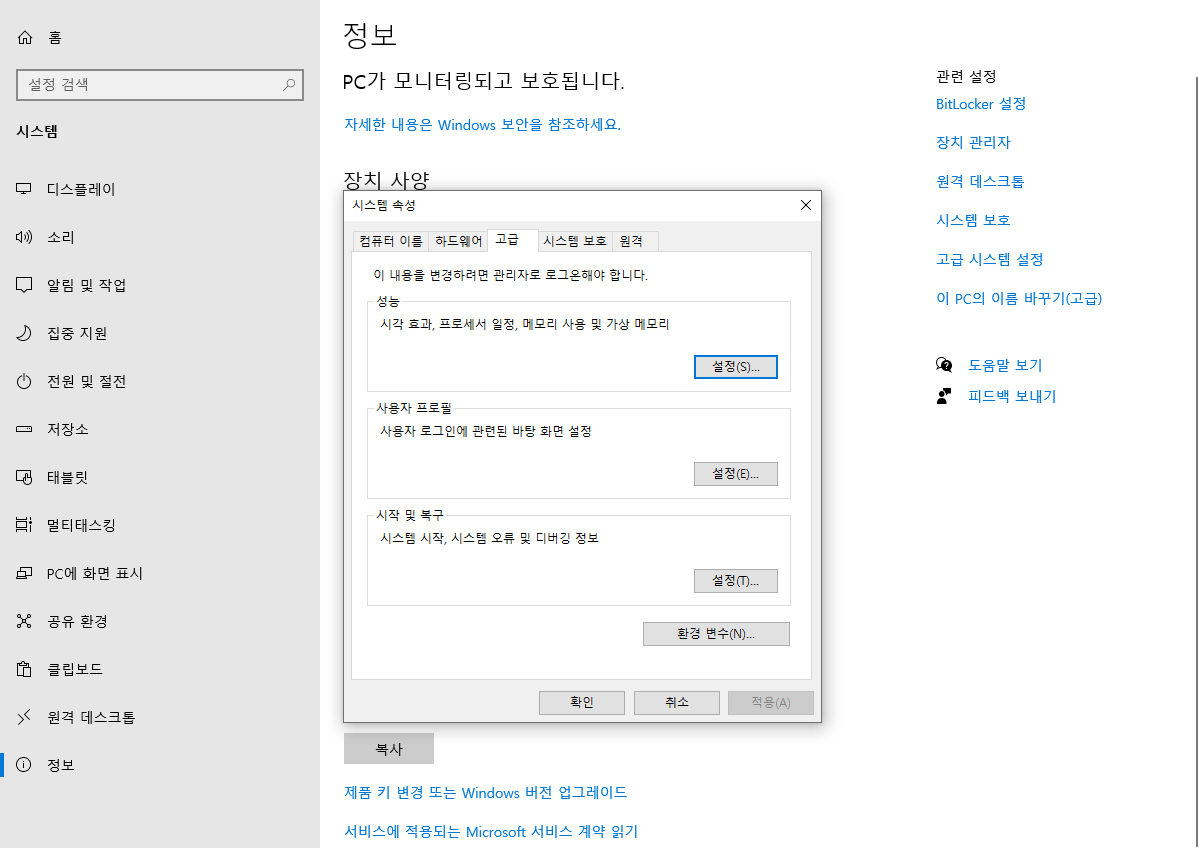 홈
설정 검색
시스템
디스플레이
소리
알림 및 작업
집중 지원
전원 및 절전
저장소
태블릿
멀티태스킹
PC에 화면 표시
공유 환경
클립보드
원격 데스크톱
정보
정보
PC가 모니터링되고 보호됩니다.
자세한 내용은 Windows 보안을 참조하세요.
장치 사양
시스템 속성
컴퓨터 이름 하드웨어 고급 시스템 보호 원격
이 내용을 변경하려면 관리자로 로그온해야 합니다.
성능
시각 효과, 프로세서 일정, 메모리 사용 및 가상 메모리
설정(S)...
사용자 프로필
사용자 로그인에 관련된 바탕 화면 설정
설정(E)...
시작 및 복구
시스템 시작, 시스템 오류 및 디버깅 정보
설정(T)...
환경 변수(N)...
확인 취소 적용(A)
복사
제품 키 변경 또는 Windows 버전 업그레이드
서비스에 적용되는 Microsoft 서비스 계약 읽기
관련 설정
BitLocker 설정
장치 관리자
원격 데스크톱
시스템 보호
고급 시스템 설정
이 PC의 이름 바꾸기(고급)
도움말 보기
피드백 보내기